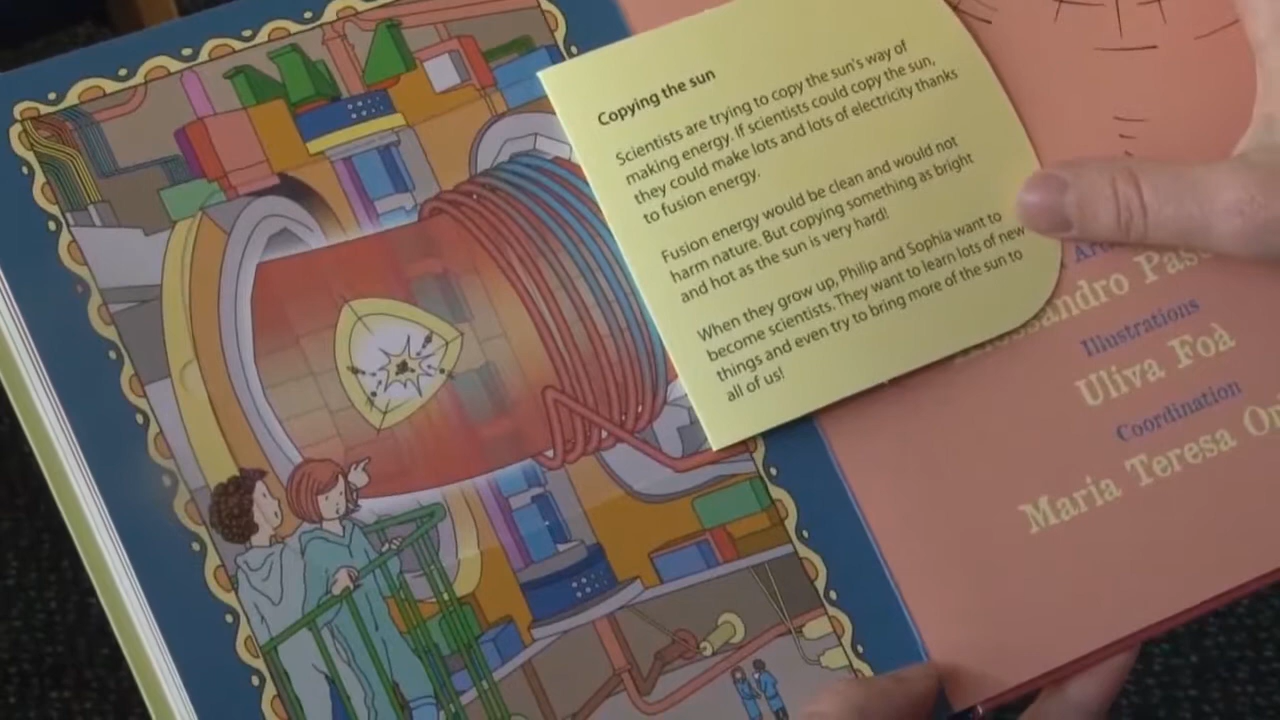 Copying the sun
Scientists are trying to copy the sun's way of
making energy. If scientists could copy the sun,
they could make lots and lots of electricity thanks
to fusion energy.
Fusion energy would be clean and would not
harm nature. But copying something as bright
and hot as the sun is very hard!
When they grow up, Philip and Sophia want to
become scientists. They want to learn lots of new
things and even try to bring more of the sun to
all of us!
Illustrations
Uliva Foà
Coordination
Maria Teresa